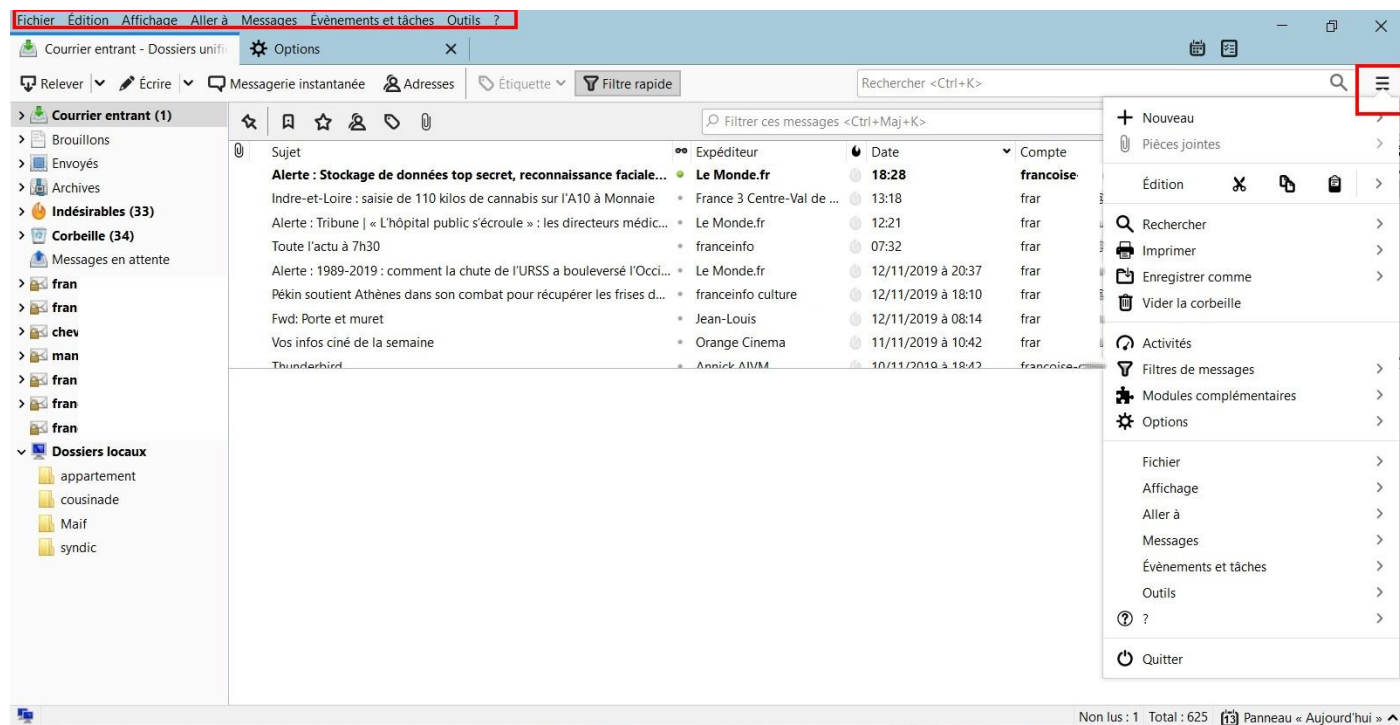 Fichier Édition Affichage Aller à Messages Évènements et tâches Outils ?
Courrier entrant - Dossiers unifi
Options
Relever Écrire Messagerie instantanée Adresses Étiquette Filtre rapide
Rechercher <Ctrl+K>
Courrier entrant (1)
Brouillons
Envoyés
Archives
Indésirables (33)
Corbeille (34)
Messages en attente
fran
fran
chev
man
fran
fran
fran
Dossiers locaux
appartement
cousinade
Maif
syndic
Filtrer ces messages <Ctrl+Maj+K>
Sujet Expéditeur Date Compte
Alerte : Stockage de données top secret, reconnaissance faciale... Le Monde.fr 18:28 francoise-
Indre-et-Loire : saisie de 110 kilos de cannabis sur l'A10 à Monnaie France 3 Centre-Val de ... 13:18 frar
Alerte : Tribune | « L'hôpital public s'écroule » : les directeurs médic... Le Monde.fr 12:21 frar
Toute l'actu à 7h30 franceinfo 07:32 frar
Alerte : 1989-2019 : comment la chute de l'URSS a bouleversé l'Occi... Le Monde.fr 12/11/2019 à 20:37 frar
Pékin soutient Athènes dans son combat pour récupérer les frises d... franceinfo culture 12/11/2019 à 18:10 frar
Fwd: Porte et muret Jean-Louis 12/11/2019 à 08:14 frar
Vos infos ciné de la semaine Orange Cinema 11/11/2019 à 10:42 frar
Thunderbird Annick AIVM 10/11/2019 à 18:42 francoise-
Nouveau
Pièces jointes
Édition
Rechercher
Imprimer
Enregistrer comme
Vider la corbeille
Activités
Filtres de messages
Modules complémentaires
Options
Fichier
Affichage
Aller à
Messages
Évènements et tâches
Outils
?
Quitter
Non lus : 1 Total : 625 13 Panneau « Aujourd'hui »